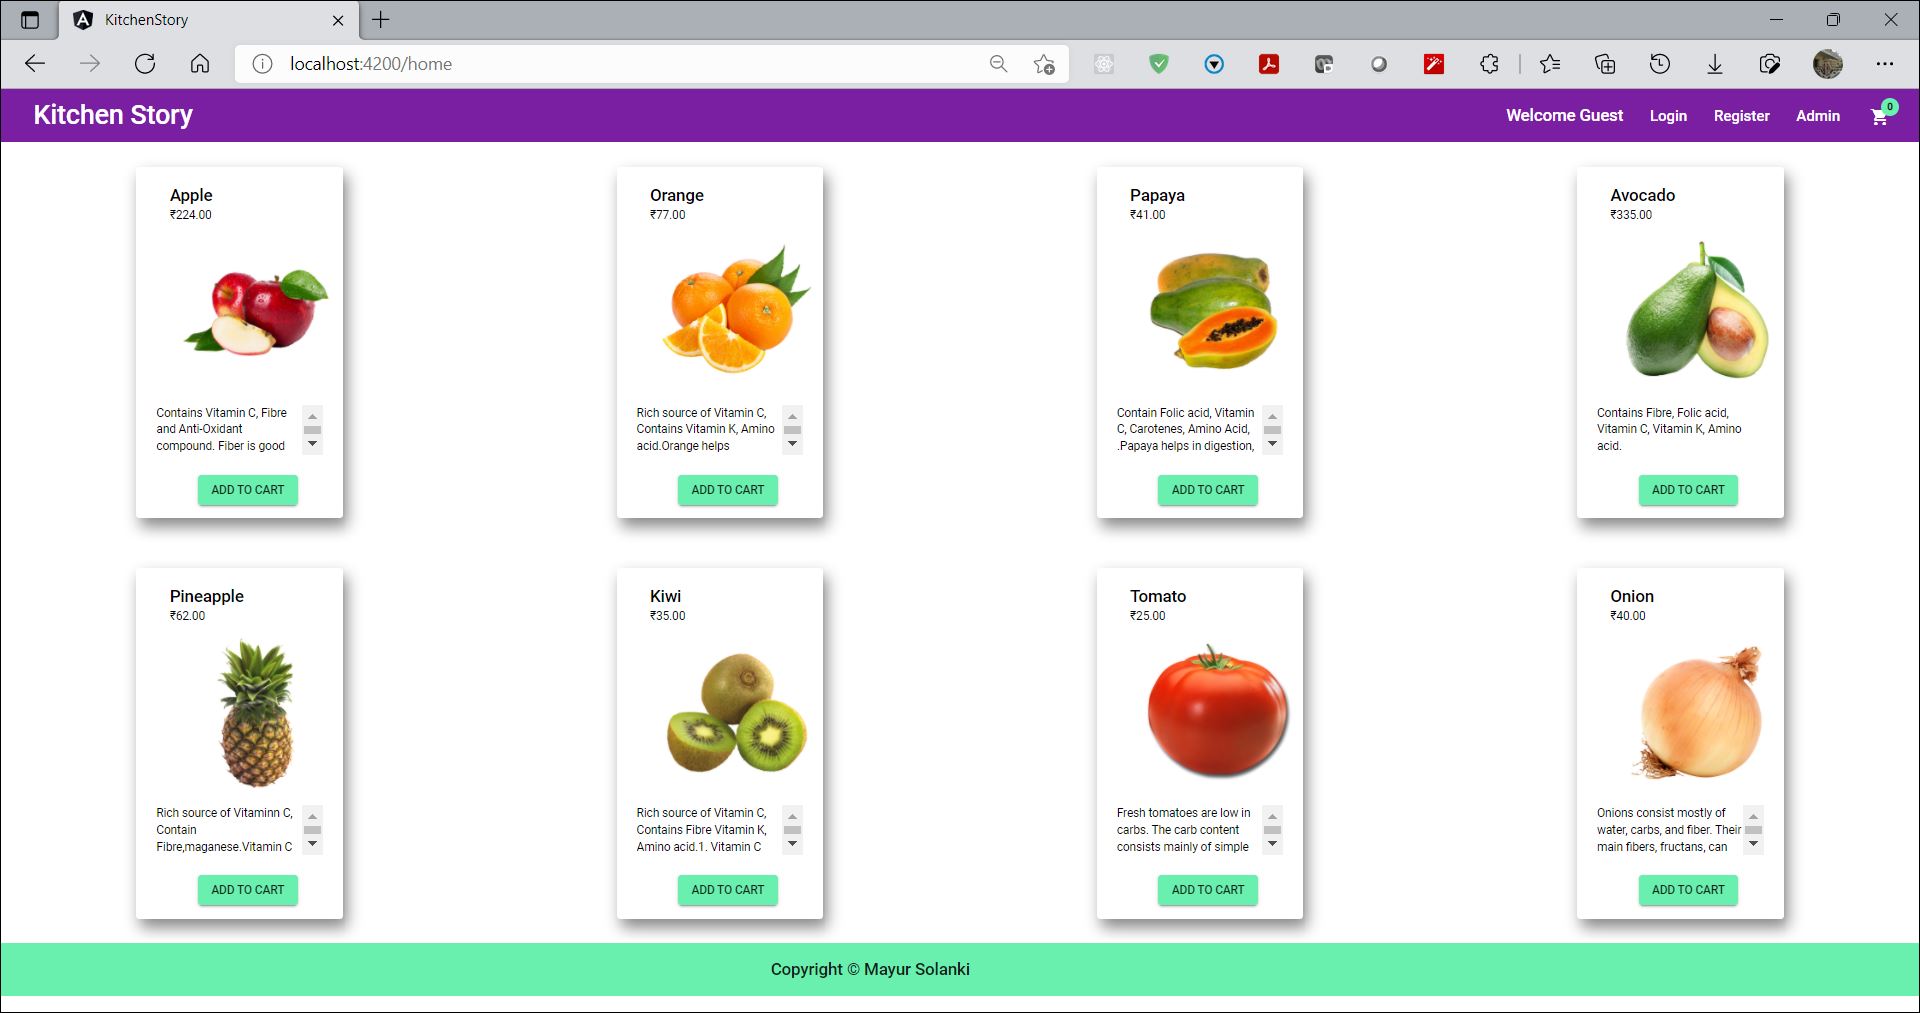 KitchenStory
localhost:4200/home
Kitchen Story
Welcome Guest
Login
Register
Admin
0
Apple
₹224.00
Contains Vitamin C, Fibre
and Anti-Oxidant
compound. Fiber is good
ADD TO CART
Orange
₹77.00
Rich source of Vitamin C,
Contains Vitamin K, Amino
acid.Orange helps
ADD TO CART
Papaya
₹41.00
Contain Folic acid, Vitamin
C, Carotenes, Amino Acid,
.Papaya helps in digestion,
ADD TO CART
Avocado
₹335.00
Contains Fibre, Folic acid,
Vitamin C, Vitamin K, Amino
acid.
ADD TO CART
Pineapple
₹62.00
Rich source of Vitaminn C,
Contain
Fibre,maganese.Vitamin C
ADD TO CART
Kiwi
₹35.00
Rich source of Vitamin C,
Contains Fibre Vitamin K,
Amino acid.1. Vitamin C
ADD TO CART
Tomato
₹25.00
Fresh tomatoes are low in
carbs. The carb content
consists mainly of simple
ADD TO CART
Onion
₹40.00
Onions consist mostly of
water, carbs, and fiber. Their
main fibers, fructans, can
ADD TO CART
Copyright © Mayur Solanki